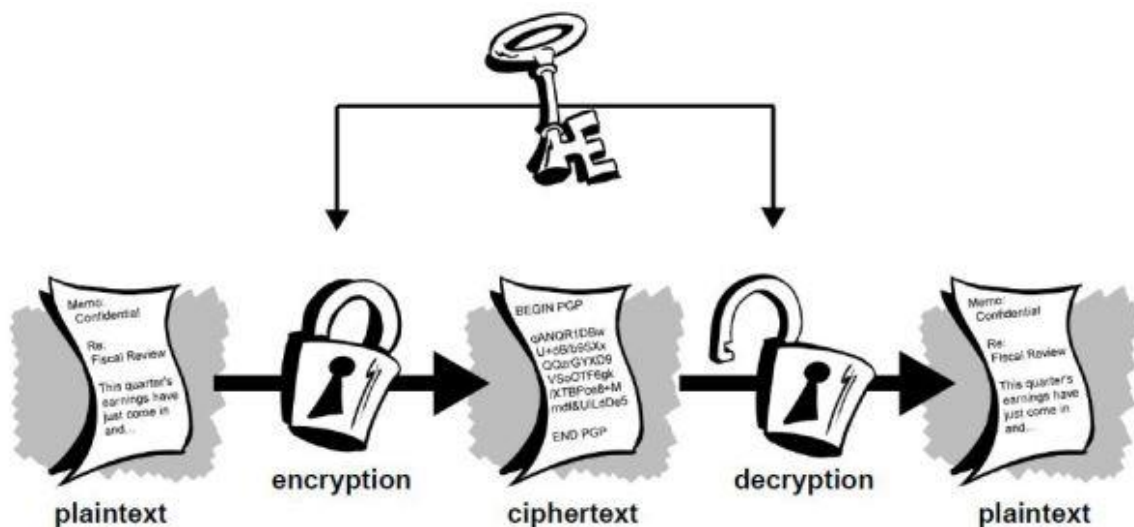 Memo:
Confidential
Re:
Fiscal Review
This quarter's
earnings have
just come in
and...
BEGIN PGP
END PGP
Memo:
Confidential
Re:
Fiscal Review
This quarter's
earnings have
just come in
and...
encryption
decryption
plaintext
ciphertext
plaintext